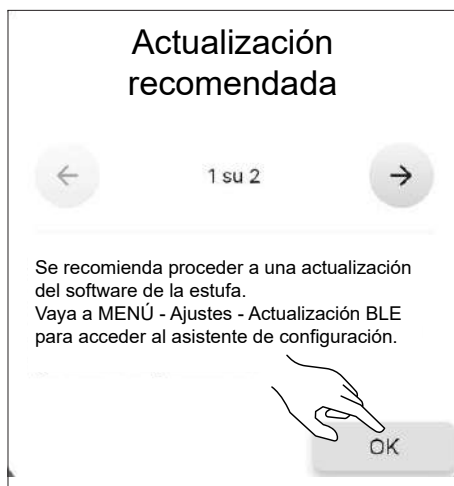 Actualización
recomendada
1 su 2
Se recomienda proceder a una actualización
del software de la estufa.
Vaya a MENÚ - Ajustes - Actualización BLE
para acceder al asistente de configuración.
OK